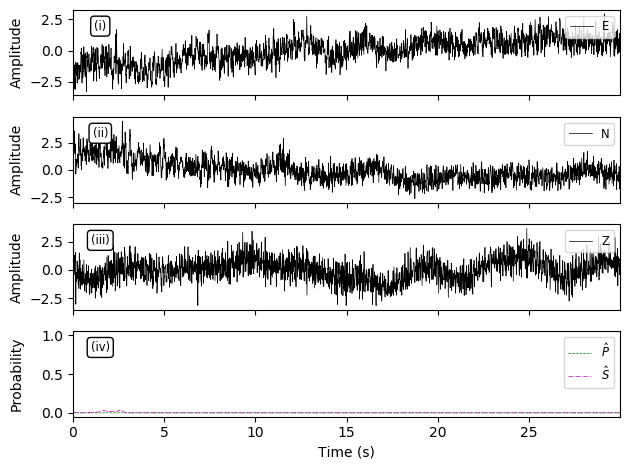 (i)
E
Amplitude
2.5
0.0
−2.5
(ii)
N
Amplitude
2.5
0.0
−2.5
(iii)
Z
Amplitude
2.5
0.0
−2.5
(iv)
P̂
Ŝ
Probability
1.0
0.5
0.0
0 5 10 15 20 25
Time (s)